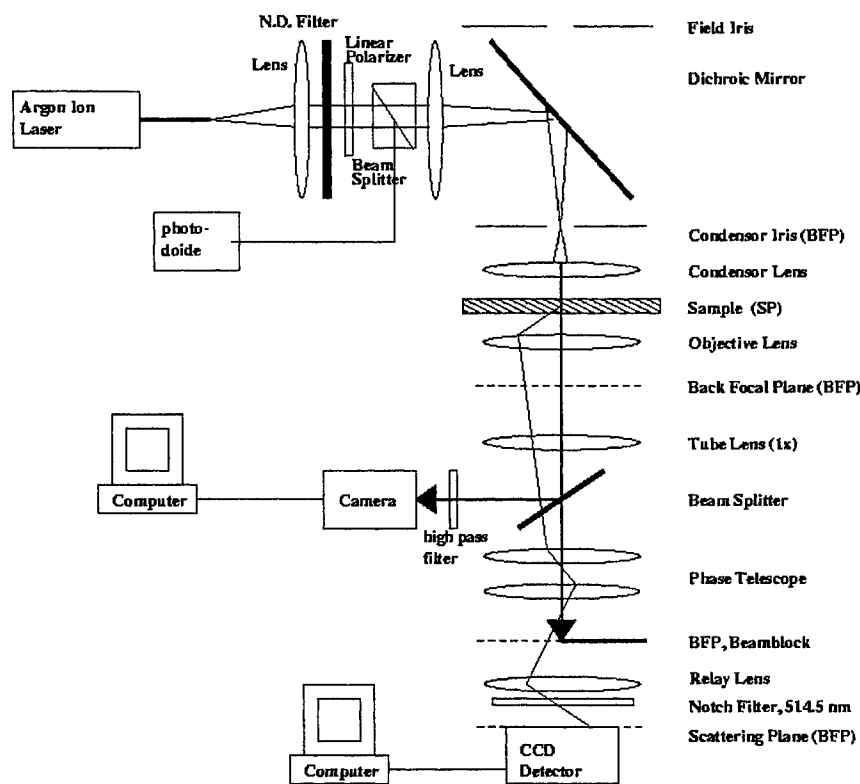 N.D. Filter
Linear
Polarizer
Lens
Lens
Field Iris
Dichroic Mirror
Argon Ion
Laser
Beam
Splitter
photo-
doide
Condensor Iris (BFP)
Condensor Lens
Sample (SP)
Objective Lens
Back Focal Plane (BFP)
Tube Lens (1x)
Computer
Camera
high pass
filter
Beam Splitter
Phase Telescope
BFP, Beamblock
Relay Lens
Notch Filter, 514.5 nm
Scattering Plane (BFP)
CCD
Detector
Computer